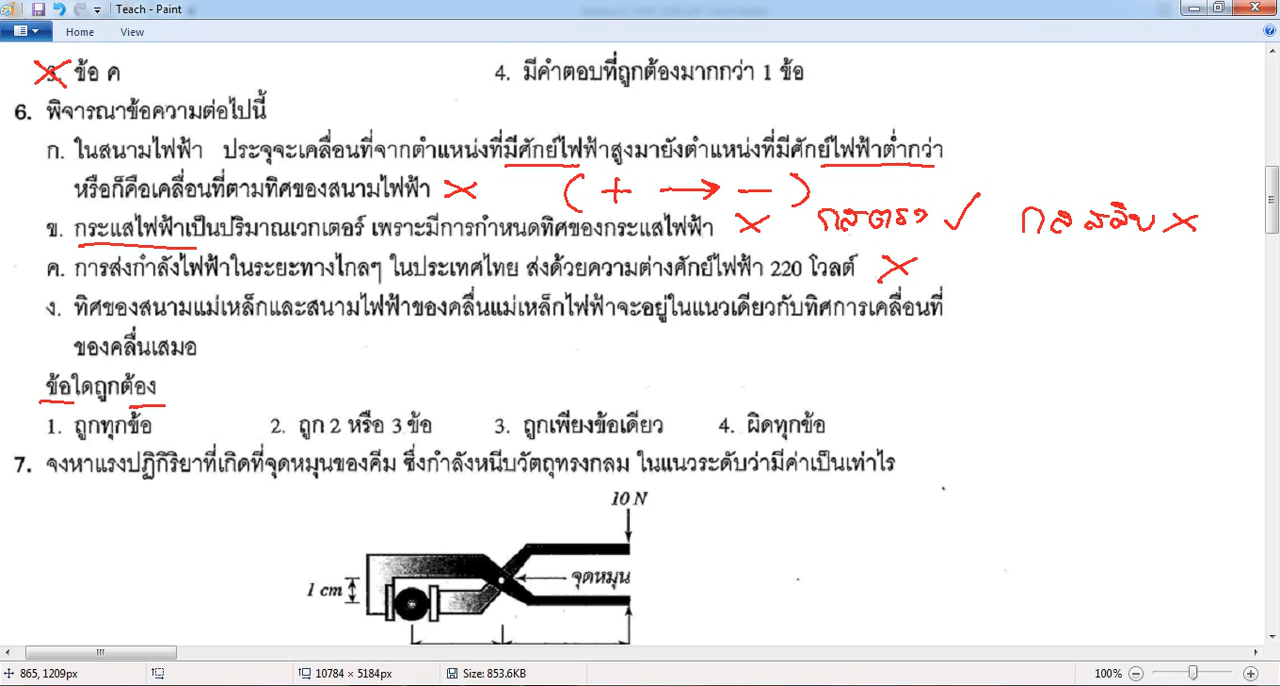 Teach - Paint
Home View
3. ข้อ ค 4. มีคำตอบที่ถูกต้องมากกว่า 1 ข้อ
6. พิจารณาข้อความต่อไปนี้
ก. ในสนามไฟฟ้า ประจุจะเคลื่อนที่จากตำแหน่งที่มีศักย์ไฟฟ้าสูงมายังตำแหน่งที่มีศักย์ไฟฟ้าต่ำกว่า
หรือก็คือเคลื่อนที่ตามทิศของสนามไฟฟ้า ( + → − )
ข. กระแสไฟฟ้าเป็นปริมาณเวกเตอร์ เพราะมีการกำหนดทิศของกระแสไฟฟ้า กสตรง ✓ กสสลับ ×
ค. การส่งกำลังไฟฟ้าในระยะทางไกลๆ ในประเทศไทย ส่งด้วยความต่างศักย์ไฟฟ้า 220 โวลต์
ง. ทิศของสนามแม่เหล็กและสนามไฟฟ้าของคลื่นแม่เหล็กไฟฟ้าจะอยู่ในแนวเดียวกับทิศการเคลื่อนที่
ของคลื่นเสมอ
ข้อใดถูกต้อง
1. ถูกทุกข้อ 2. ถูก 2 หรือ 3 ข้อ 3. ถูกเพียงข้อเดียว 4. ผิดทุกข้อ
7. จงหาแรงปฏิกิริยาที่เกิดที่จุดหมุนของคีม ซึ่งกำลังหนีบวัตถุทรงกลม ในแนวระดับว่ามีค่าเป็นเท่าไร
10 N
จุดหมุน
1 cm
865, 1209px 10784 × 5184px Size: 853.6KB 100%